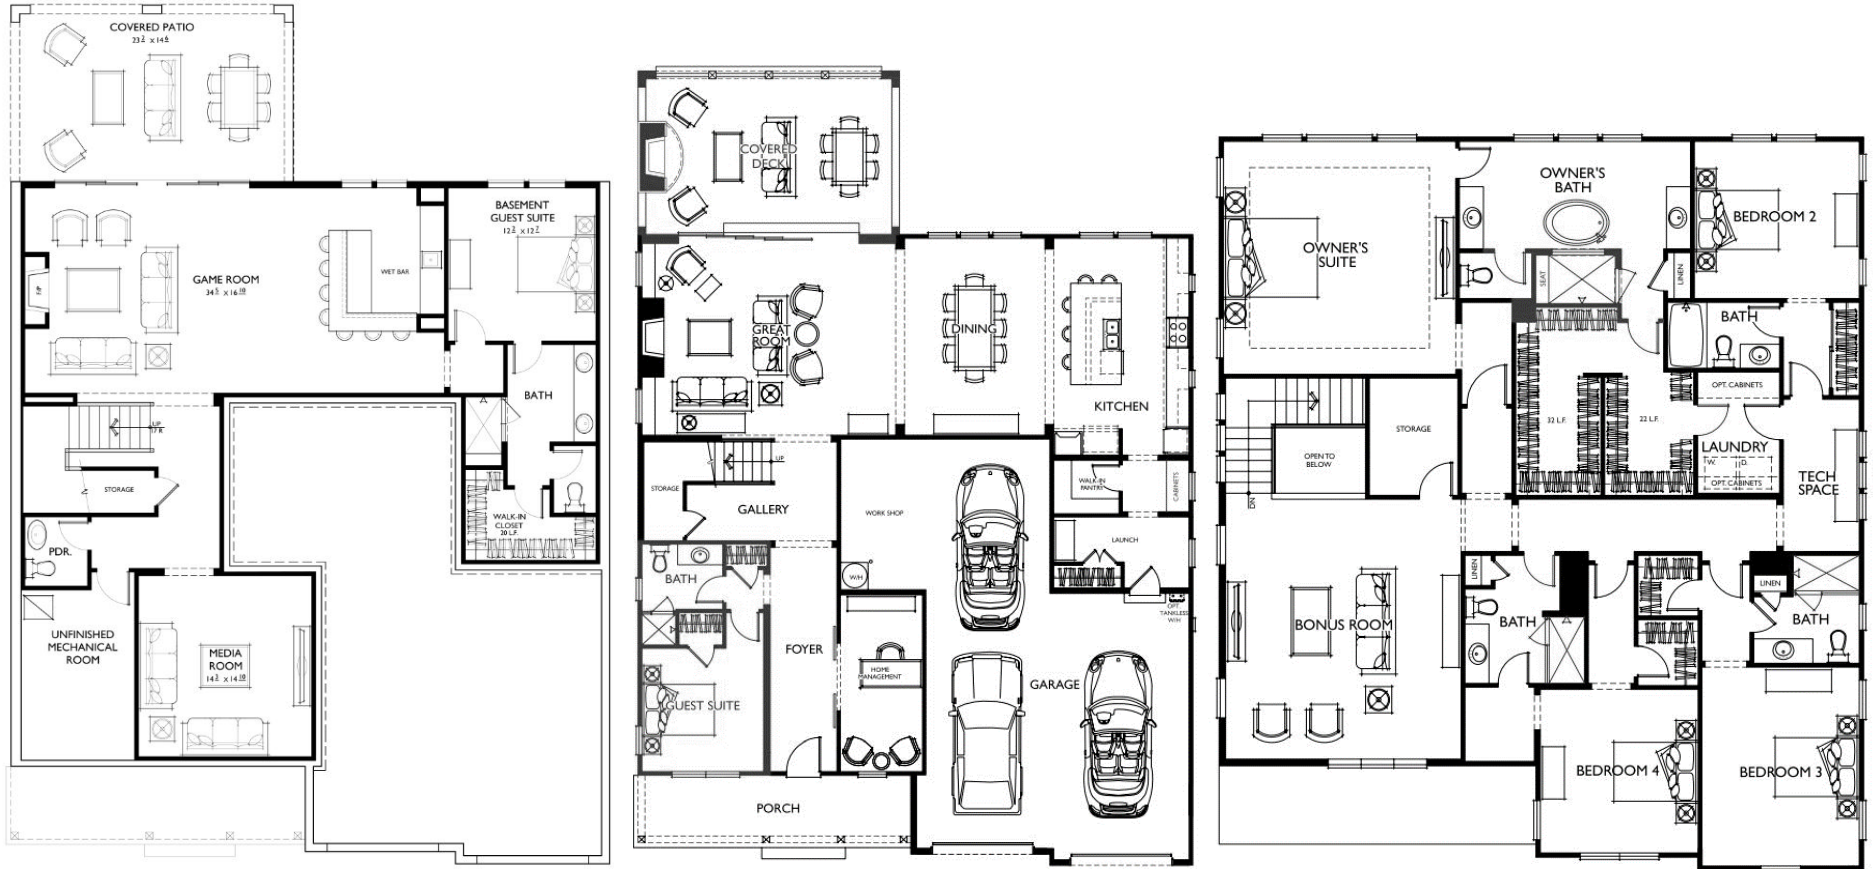 COVERED PATIO
23 2 x 14 6
GAME ROOM
34 5 x 16 10
F/P
WET BAR
BASEMENT
GUEST SUITE
12 3 x 12 7
BATH
UP
17 R
STORAGE
WALK-IN
CLOSET
20 L.F.
PDR.
UNFINISHED
MECHANICAL
ROOM
MEDIA
ROOM
14 3 x 14 10
COVERED
DECK
GREAT
ROOM
DINING
KITCHEN
UP
STORAGE
GALLERY
WORK SHOP
WALK-IN
PANTRY
CABINETS
LAUNCH
W/H
OPT.
TANKLESS
W/H
BATH
FOYER
HOME
MANAGEMENT
GUEST SUITE
GARAGE
PORCH
OWNER'S
SUITE
OWNER'S
BATH
BEDROOM 2
SEAT
LINEN
BATH
OPT. CABINETS
32 L.F.
22 L.F.
STORAGE
OPEN TO
BELOW
DN
LAUNDRY
W. D.
OPT. CABINETS
TECH
SPACE
LINEN
BATH
BONUS ROOM
LINEN
BATH
BEDROOM 4
BEDROOM 3